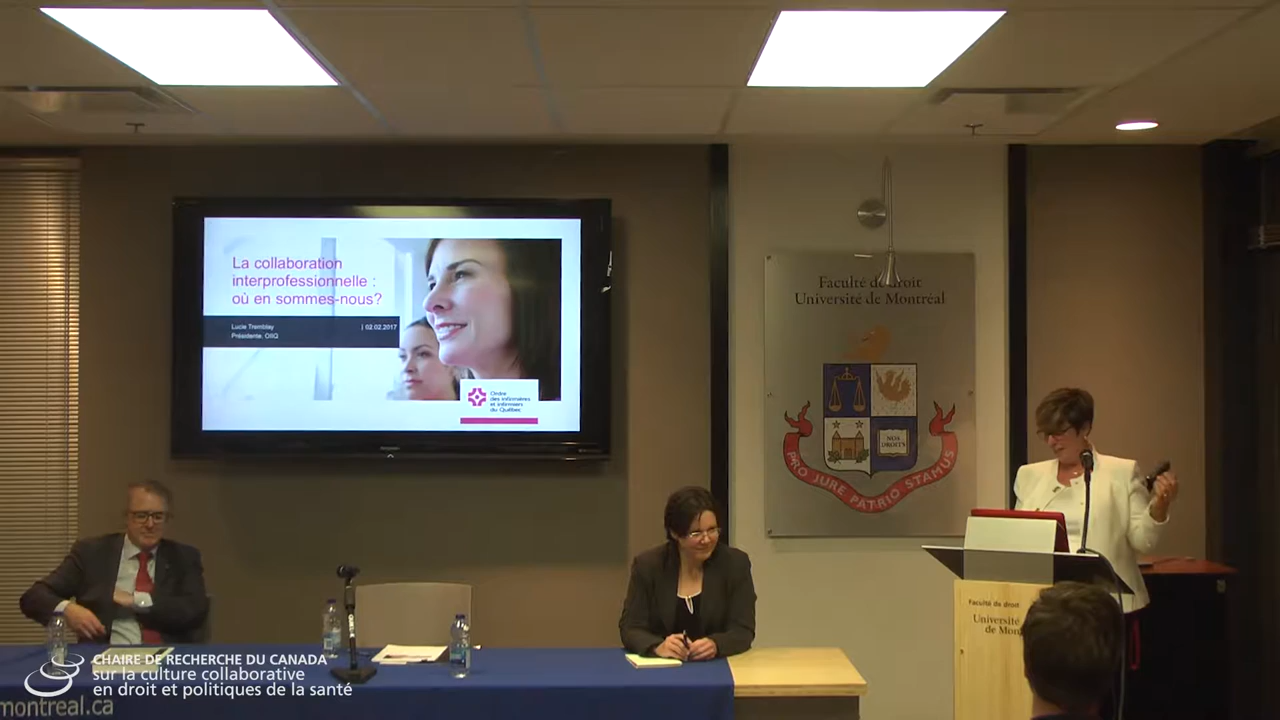 La collaboration
interprofessionnelle :
où en sommes-nous?
Lucie Tremblay | 02.02.2017
Présidente, OIIQ
Ordre
des infirmières
et infirmiers
du Québec
Faculté de droit
Université de Montréal
NOS
DROITS
PRO JURE PATRIO STAMUS
Faculté de droit
Université
de Mont
CHAIRE DE RECHERCHE DU CANADA
sur la culture collaborative
en droit et politiques de la santé
montreal.ca